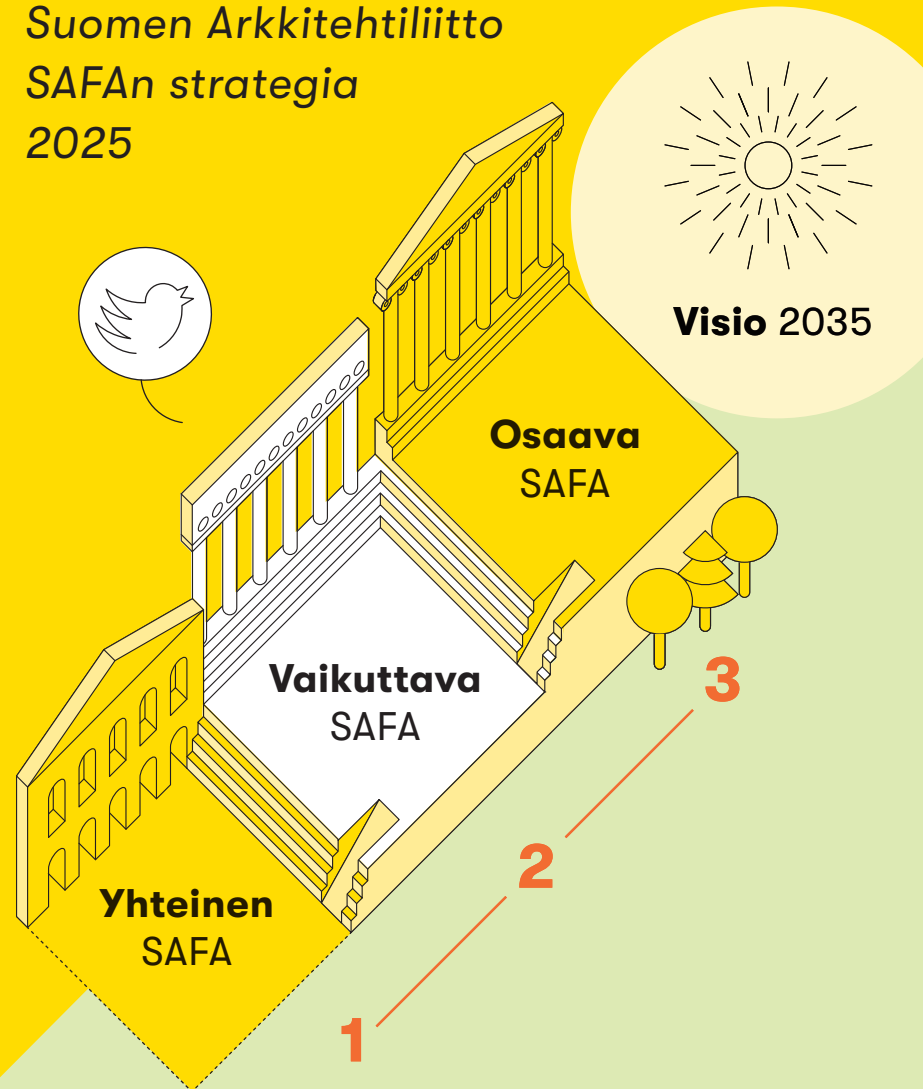 Suomen Arkkitehtiliitto
SAFAn strategia
2025
Visio 2035
Osaava
SAFA
Vaikuttava
SAFA
Yhteinen
SAFA
3
2
1